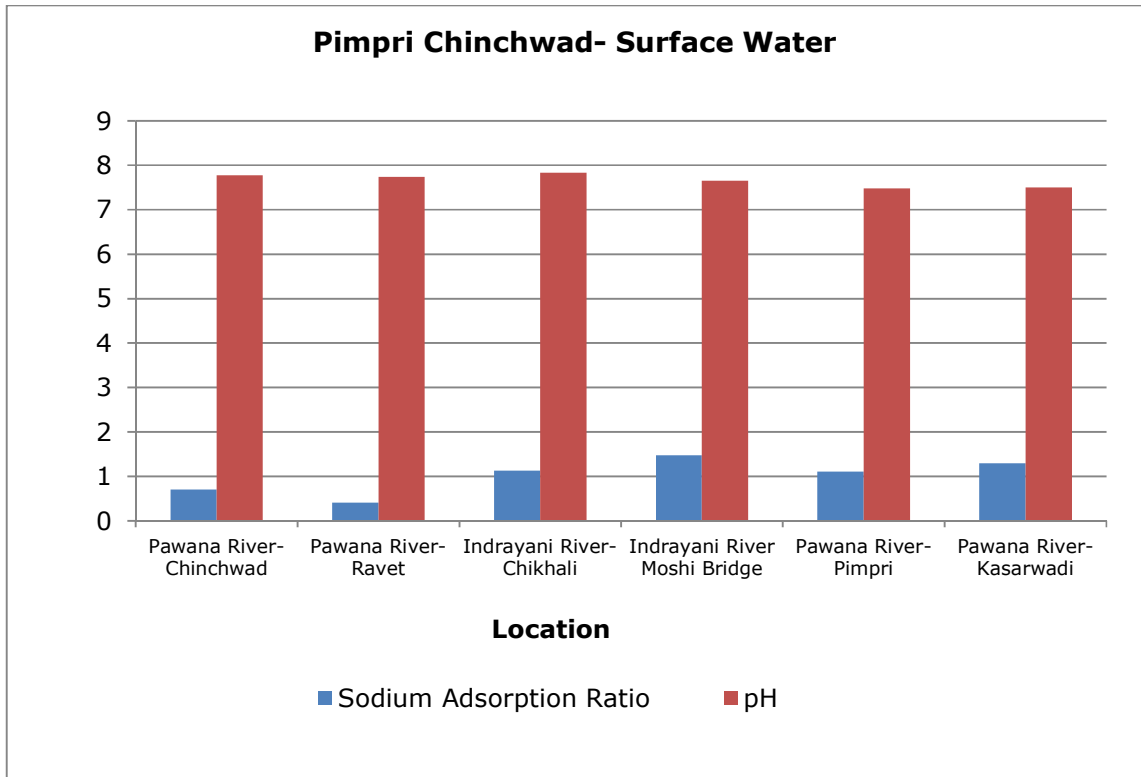 Pimpri Chinchwad- Surface Water
9
8
7
6
5
4
3
2
1
0
Pawana River-
Chinchwad
Pawana River-
Ravet
Indrayani River-
Chikhali
Indrayani River
Moshi Bridge
Pawana River-
Pimpri
Pawana River-
Kasarwadi
Location
Sodium Adsorption Ratio
pH